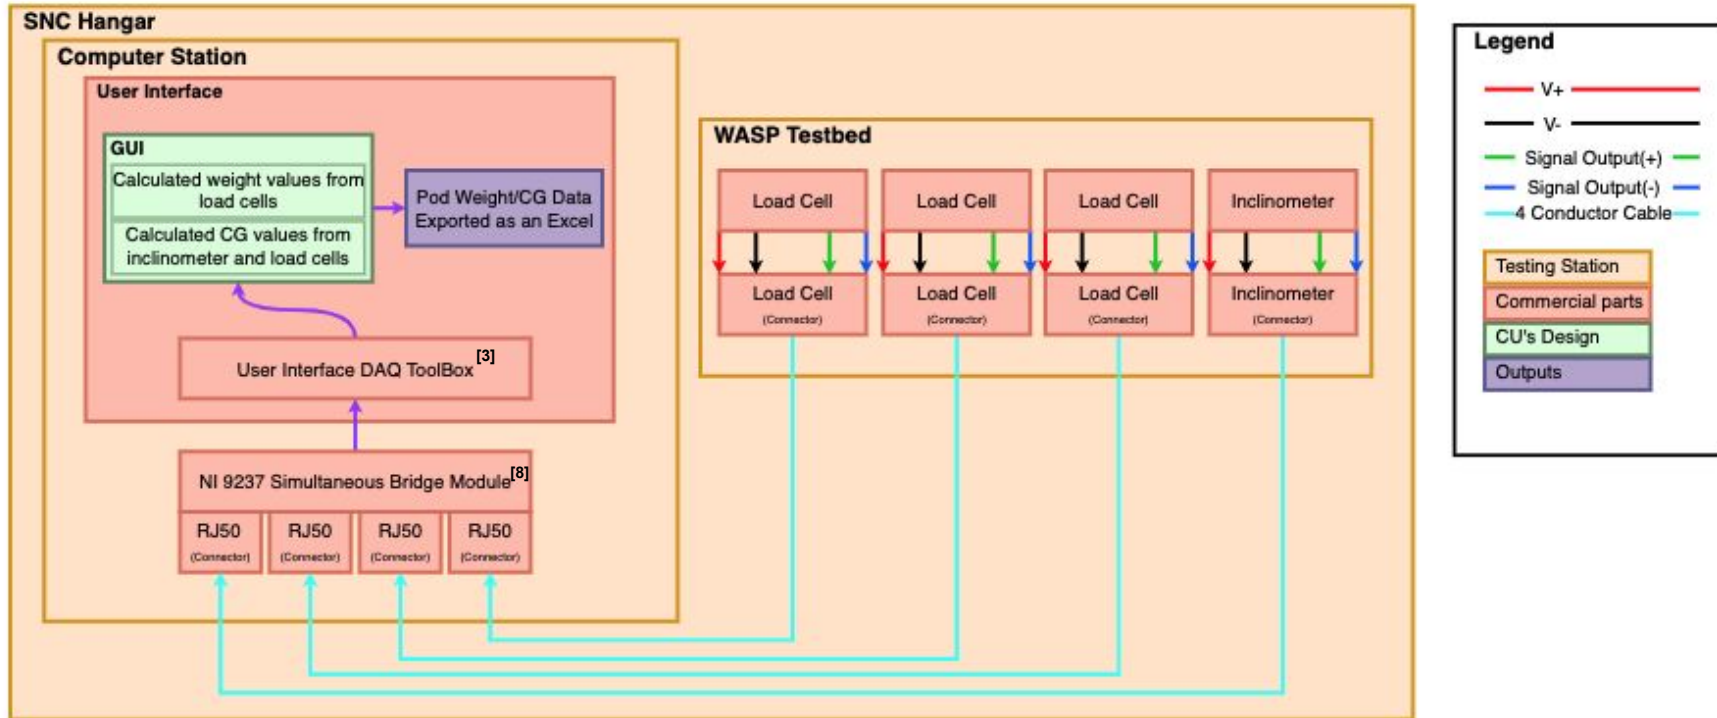 SNC Hangar
Computer Station
User Interface
GUI
Calculated weight values from
load cells
Calculated CG values from
inclinometer and load cells
Pod Weight/CG Data
Exported as an Excel
User Interface DAQ ToolBox [3]
NI 9237 Simultaneous Bridge Module [8]
RJ50
(Connector)
RJ50
(Connector)
RJ50
(Connector)
RJ50
(Connector)
WASP Testbed
Load Cell
Load Cell
Load Cell
Inclinometer
Load Cell
(Connector)
Load Cell
(Connector)
Load Cell
(Connector)
Inclinometer
(Connector)
Legend
V+
V-
Signal Output(+)
Signal Output(-)
4 Conductor Cable
Testing Station
Commercial parts
CU's Design
Outputs